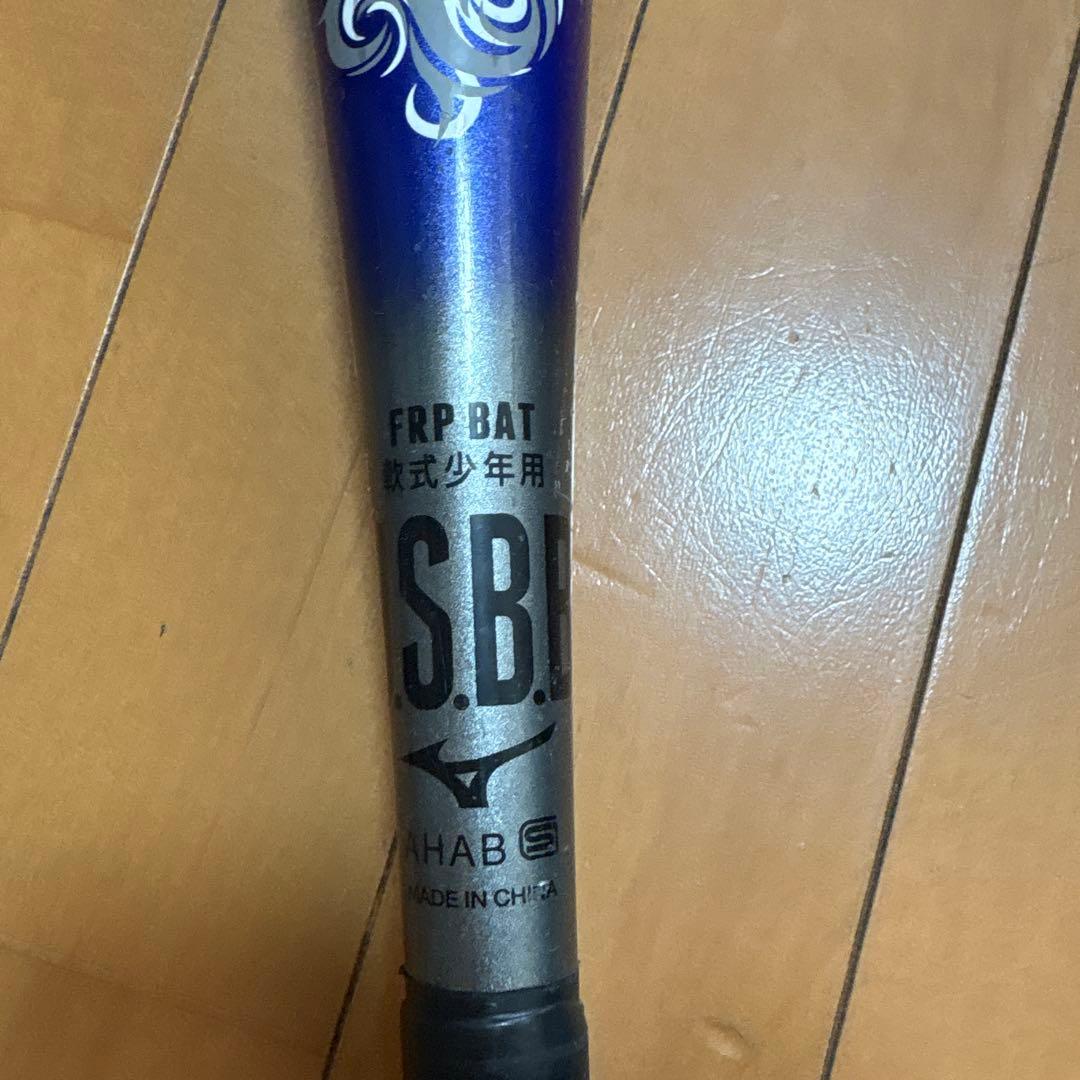 FRP BAT
軟式少年用
.S.B.B
AHAB S
MADE IN CHINA